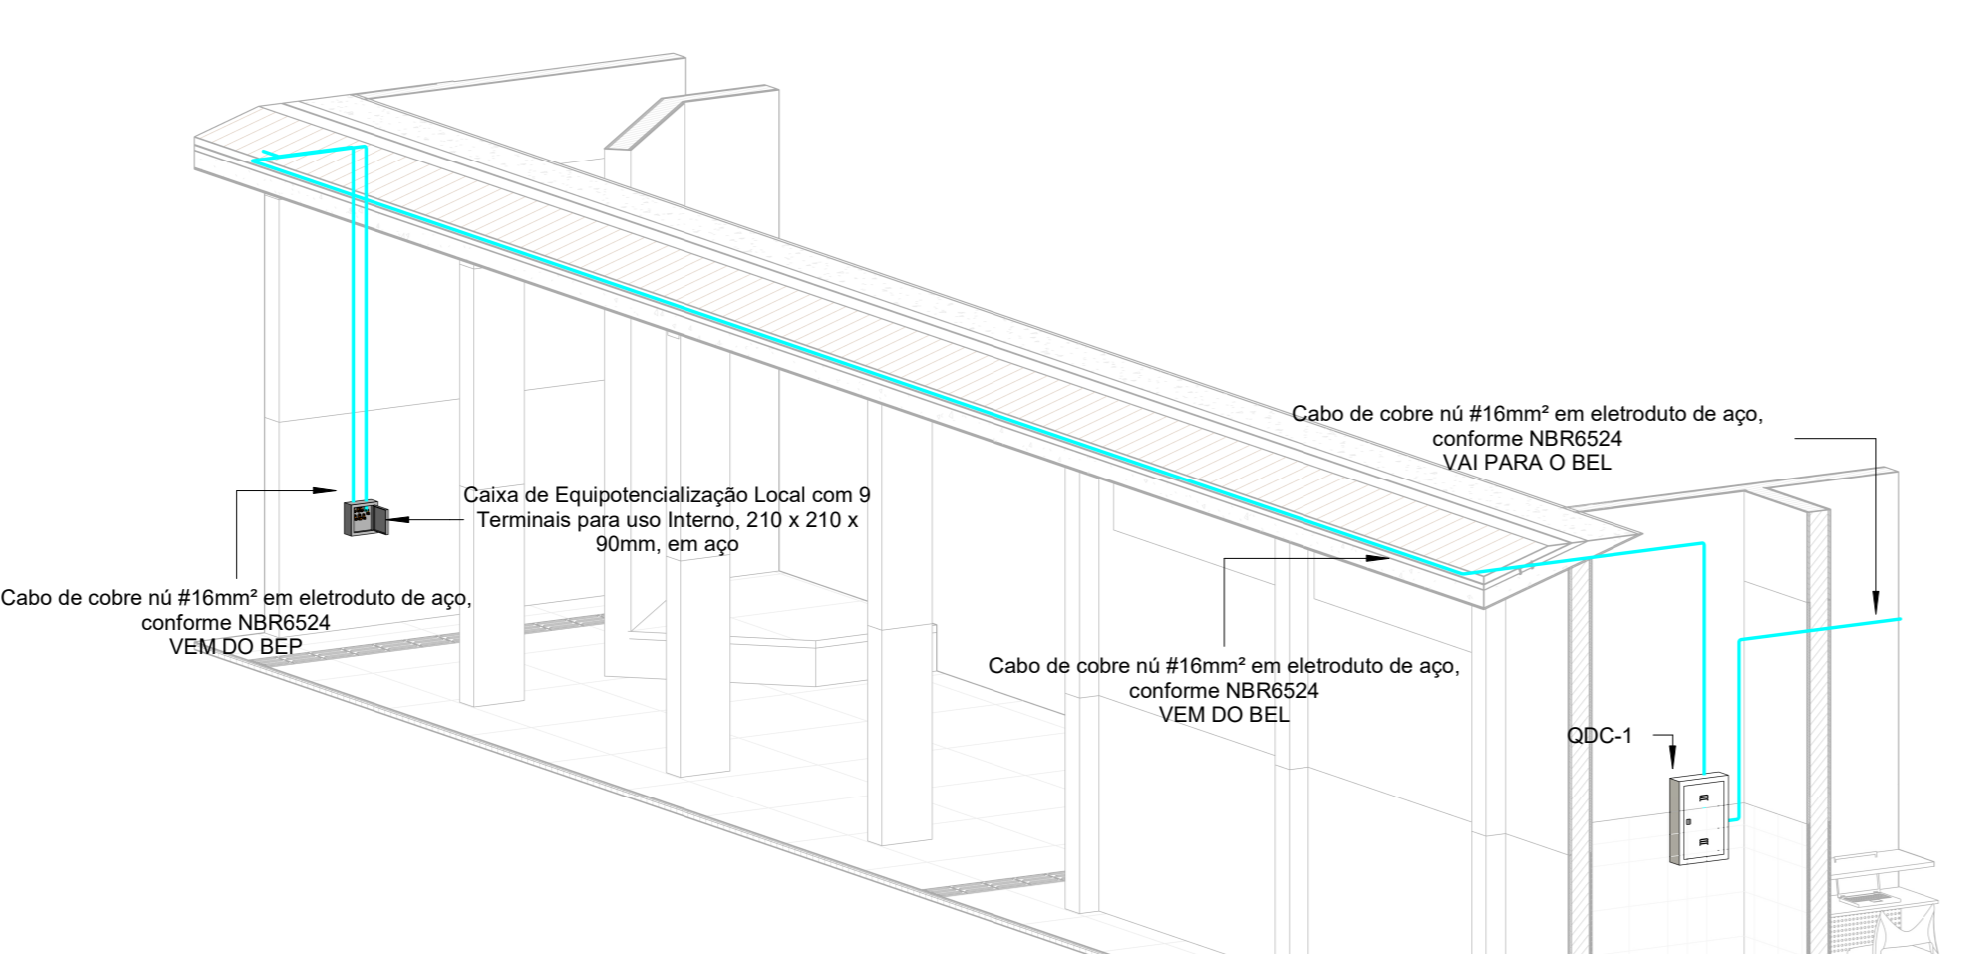 Cabo de cobre nú #16mm² em eletroduto de aço,
conforme NBR6524
VAI PARA O BEL
Caixa de Equipotencialização Local com 9
Terminais para uso Interno, 210 x 210 x
90mm, em aço
Cabo de cobre nú #16mm² em eletroduto de aço,
conforme NBR6524
VEM DO BEP
Cabo de cobre nú #16mm² em eletroduto de aço,
conforme NBR6524
VEM DO BEL
QDC-1